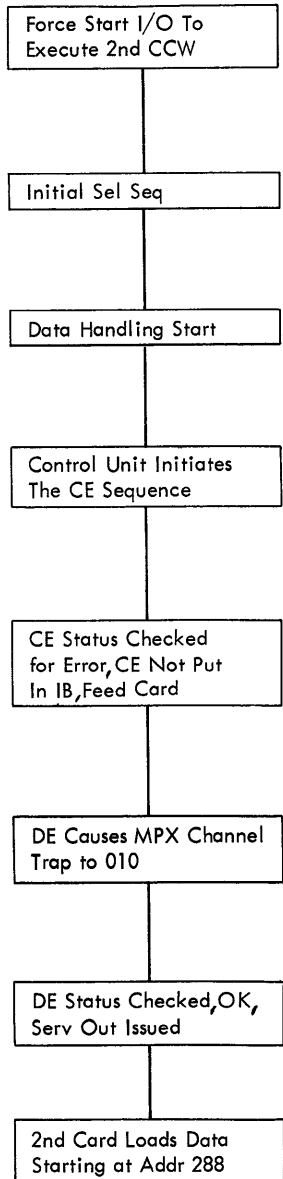 Force Start I/O To
Execute 2nd CCW
Initial Sel Seq
Data Handling Start
Control Unit Initiates
The CE Sequence
CE Status Checked
for Error, CE Not Put
In IB, Feed Card
DE Causes MPX Channel
Trap to 010
DE Status Checked, OK,
Serv Out Issued
2nd Card Loads Data
Starting at Addr 288